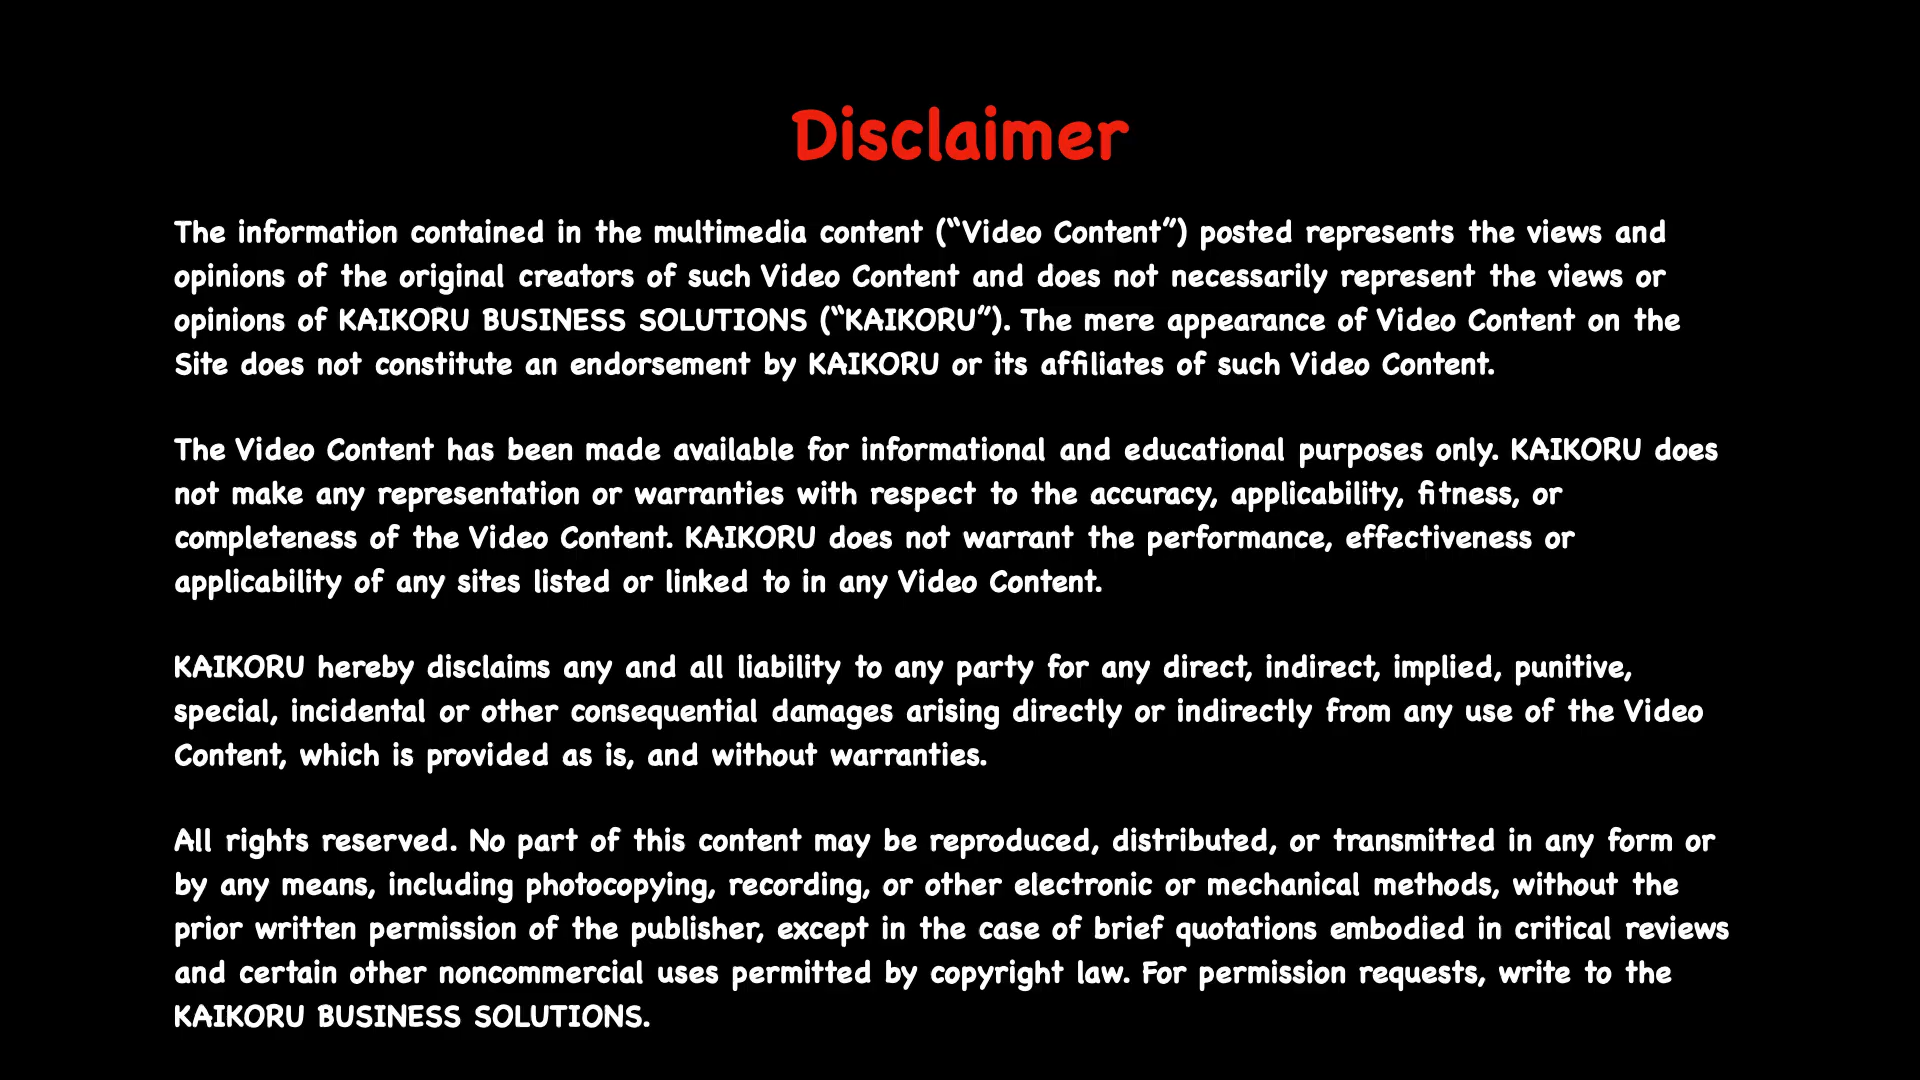 Disclaimer
The information contained in the multimedia content (“Video Content”) posted represents the views and
opinions of the original creators of such Video Content and does not necessarily represent the views or
opinions of KAIKORU BUSINESS SOLUTIONS (“KAIKORU”). The mere appearance of Video Content on the
Site does not constitute an endorsement by KAIKORU or its affiliates of such Video Content.
The Video Content has been made available for informational and educational purposes only. KAIKORU does
not make any representation or warranties with respect to the accuracy, applicability, fitness, or
completeness of the Video Content. KAIKORU does not warrant the performance, effectiveness or
applicability of any sites listed or linked to in any Video Content.
KAIKORU hereby disclaims any and all liability to any party for any direct, indirect, implied, punitive,
special, incidental or other consequential damages arising directly or indirectly from any use of the Video
Content, which is provided as is, and without warranties.
All rights reserved. No part of this content may be reproduced, distributed, or transmitted in any form or
by any means, including photocopying, recording, or other electronic or mechanical methods, without the
prior written permission of the publisher, except in the case of brief quotations embodied in critical reviews
and certain other noncommercial uses permitted by copyright law. For permission requests, write to the
KAIKORU BUSINESS SOLUTIONS.